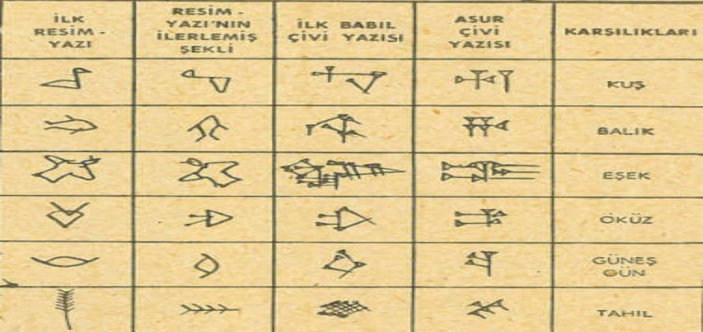 İLK
RESİM -
YAZI
RESİM -
YAZI'NIN
İLERLEMİŞ
ŞEKLİ
İLK BABIL
ÇİVİ YAZISI
ASUR
ÇİVİ
YAZISI
KARŞILIKLARI
KUŞ
BALIK
EŞEK
ÖKÜZ
GÜNEŞ
GÜN
TAHIL